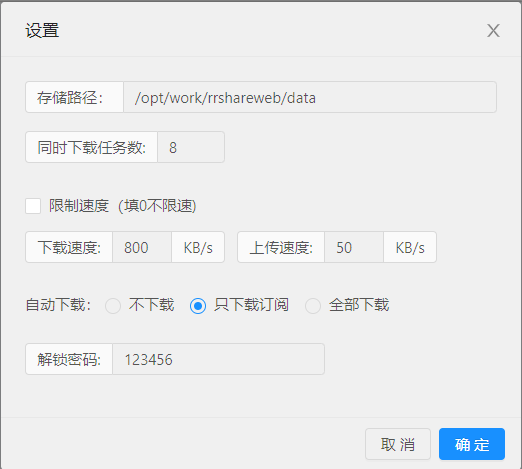 设置
存储路径: /opt/work/rrshareweb/data
同时下载任务数: 8
限制速度（填0不限速)
下载速度: 800 KB/s 上传速度: 50 KB/s
自动下载: 不下载 只下载订阅 全部下载
解锁密码: 123456
取 消 确 定